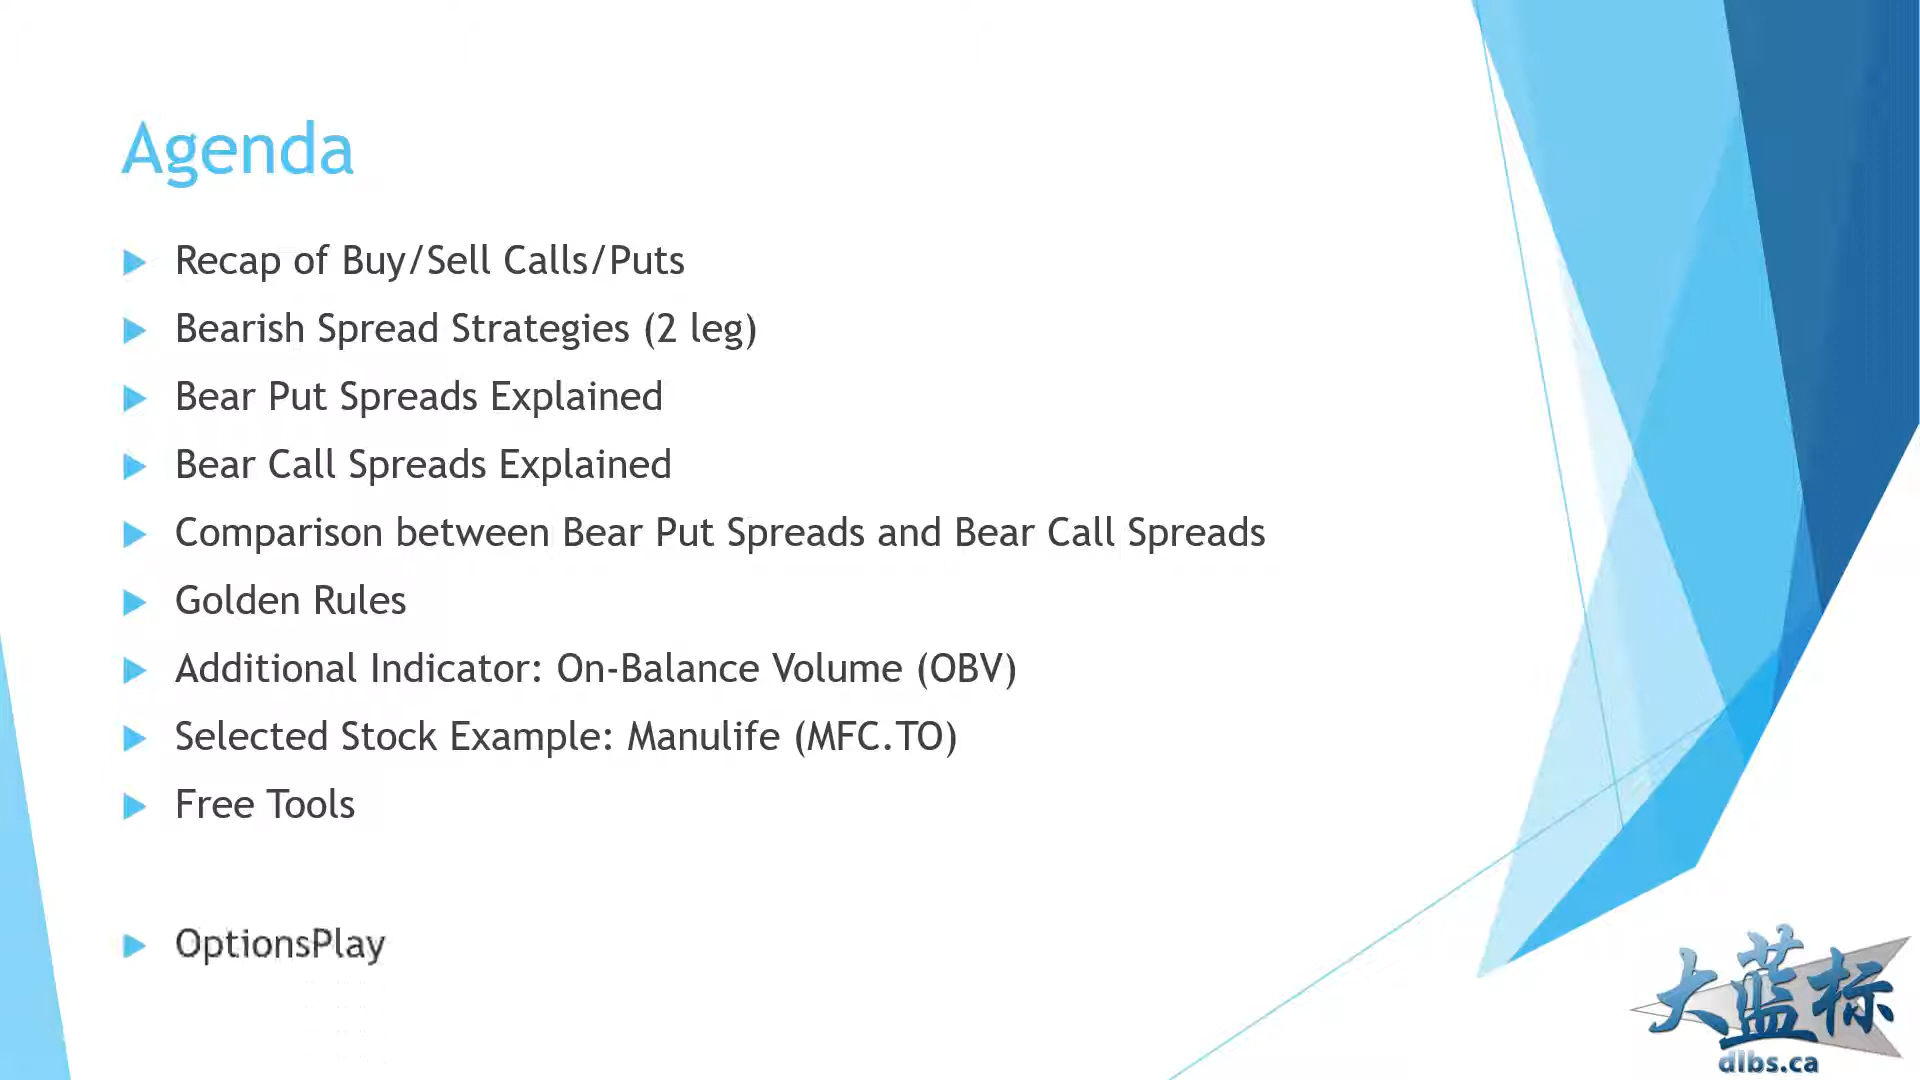 Agenda
Recap of Buy/Sell Calls/Puts
Bearish Spread Strategies (2 leg)
Bear Put Spreads Explained
Bear Call Spreads Explained
Comparison between Bear Put Spreads and Bear Call Spreads
Golden Rules
Additional Indicator: On-Balance Volume (OBV)
Selected Stock Example: Manulife (MFC.TO)
Free Tools
OptionsPlay
大蓝标
dlbs.ca